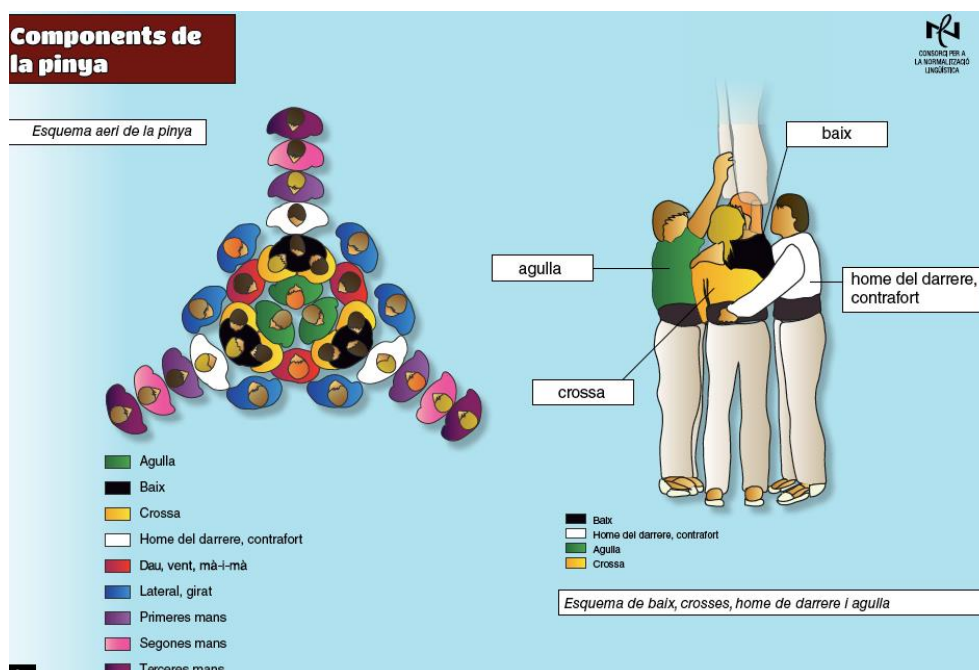 Components de
la pinya
CONSORCI PER A
LA NORMALITZACIÓ
LINGÜÍSTICA
Esquema aeri de la pinya
baix
agulla
home del darrere,
contrafort
crossa
Agulla
Baix
Crossa
Home del darrere, contrafort
Dau, vent, mà-i-mà
Lateral, girat
Primeres mans
Segones mans
Terceres mans
Baix
Home del darrere, contrafort
Agulla
Crossa
Esquema de baix, crosses, home de darrere i agulla